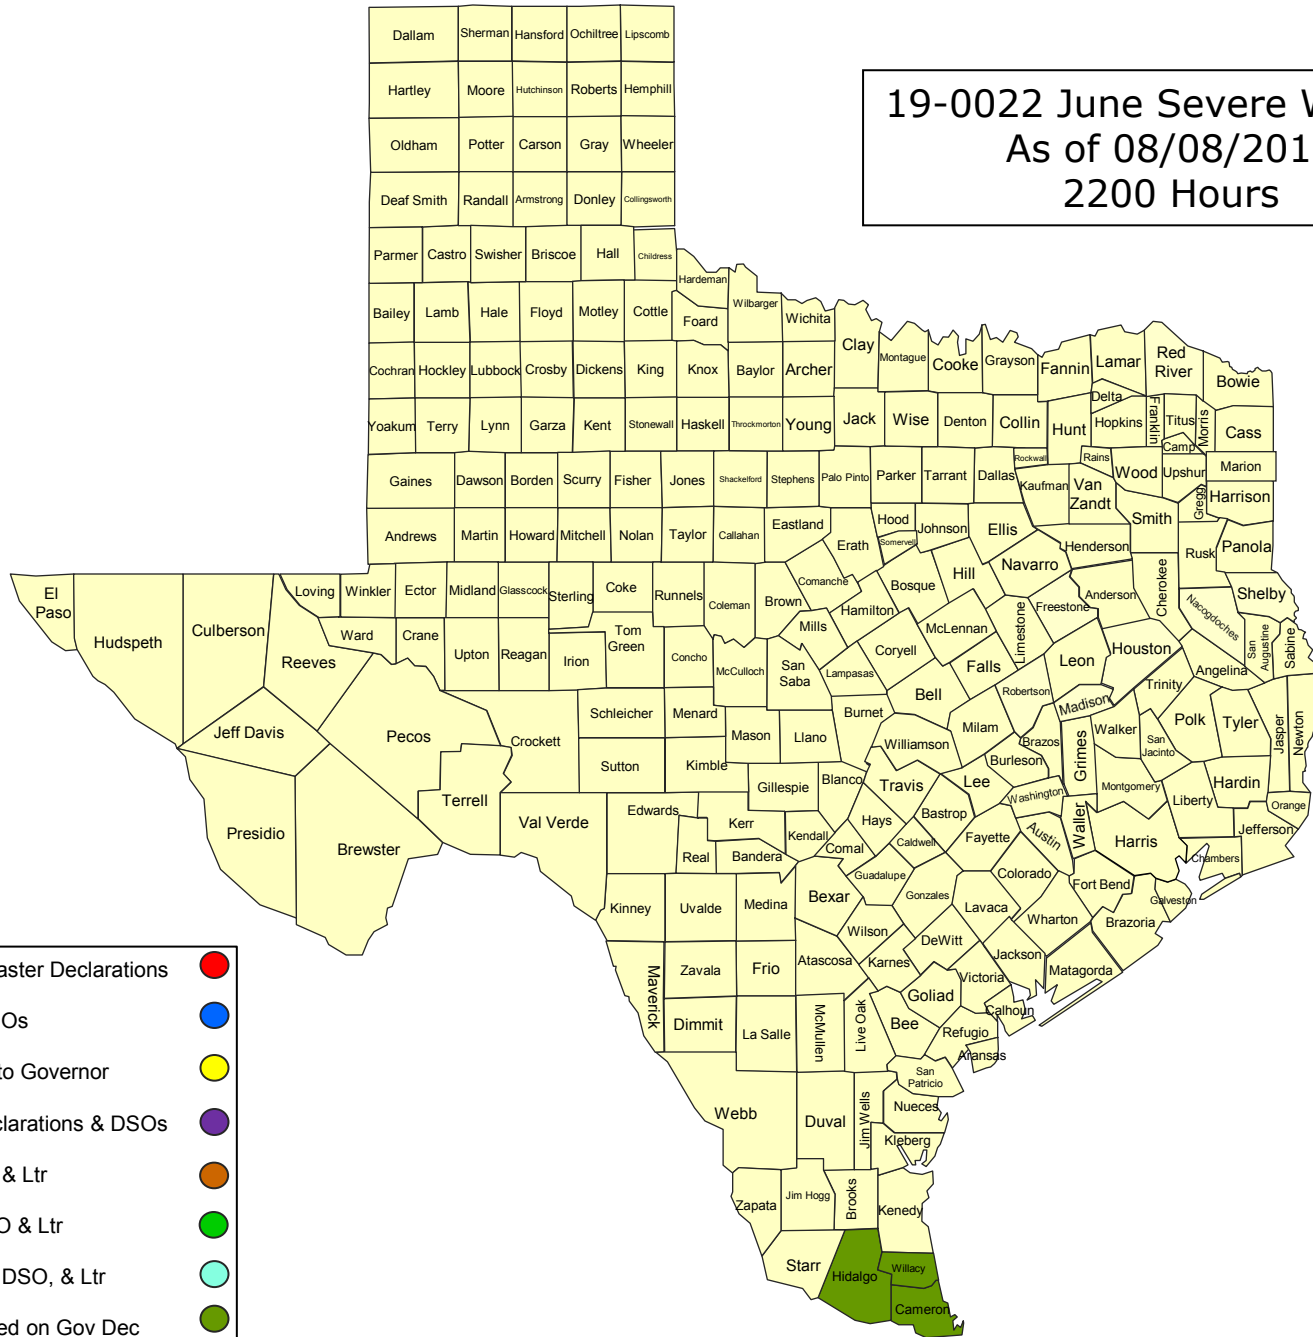 19-0022 June Severe W
As of 08/08/201
2200 Hours
Dallam Sherman Hansford Ochiltree Lipscomb
Hartley Moore Hutchinson Roberts Hemphill
Oldham Potter Carson Gray Wheeler
Deaf Smith Randall Armstrong Donley Collingsworth
Parmer Castro Swisher Briscoe Hall Childress
Hardeman
Bailey Lamb Hale Floyd Motley Cottle Foard Wilbarger Wichita
Clay Montague Cooke Grayson Fannin Lamar Red
River Bowie
Cochran Hockley Lubbock Crosby Dickens King Knox Baylor Archer
Delta
Yoakum Terry Lynn Garza Kent Stonewall Haskell Throckmorton Young Jack Wise Denton Collin Hunt Hopkins Franklin Titus Morris Cass
Camp
Gaines Dawson Borden Scurry Fisher Jones Shackelford Stephens Palo Pinto Parker Tarrant Dallas Rockwall Kaufman Rains Van
Zandt Wood Upshur Marion
Gregg Harrison
Andrews Martin Howard Mitchell Nolan Taylor Callahan Eastland Erath Hood Somervell Johnson Ellis Henderson Smith Rusk Panola
El
Paso Hudspeth Culberson Loving Winkler Ector Midland Glasscock Sterling Coke Runnels Coleman Brown Comanche Hamilton Bosque Hill Navarro Freestone Anderson Cherokee Nacogdoches Shelby
Reeves Ward Crane Upton Reagan Irion Tom
Green Concho McCulloch San
Saba Mills Lampasas Coryell McLennan Limestone Falls Leon Houston Angelina San
Augustine Sabine
Jeff Davis Pecos Crockett Schleicher Menard Mason Llano Burnet Bell Milam Robertson Madison Trinity Polk Tyler Jasper Newton
Sutton Kimble Gillespie Blanco Williamson Burleson Brazos Grimes Walker San
Jacinto
Presidio Brewster Terrell Val Verde Edwards Kerr Kendall Hays Travis Bastrop Lee Washington Waller Montgomery Liberty Hardin Orange
Real Bandera Comal Caldwell Fayette Austin Harris Chambers Jefferson
Kinney Uvalde Medina Bexar Guadalupe Gonzales Lavaca Colorado Fort Bend Galveston
Wilson Wharton Brazoria
Maverick Zavala Frio Atascosa Karnes DeWitt Jackson Matagorda
Victoria
Dimmit La Salle McMullen Live Oak Bee Goliad Refugio Calhoun
Aransas
San
Patricio
Webb Duval Jim Wells Nueces
Kleberg
Zapata Jim Hogg Brooks Kenedy
Starr Hidalgo Willacy
Cameron
aster Declarations
Os
to Governor
clarations & DSOs
& Ltr
O & Ltr
DSO, & Ltr
ed on Gov Dec